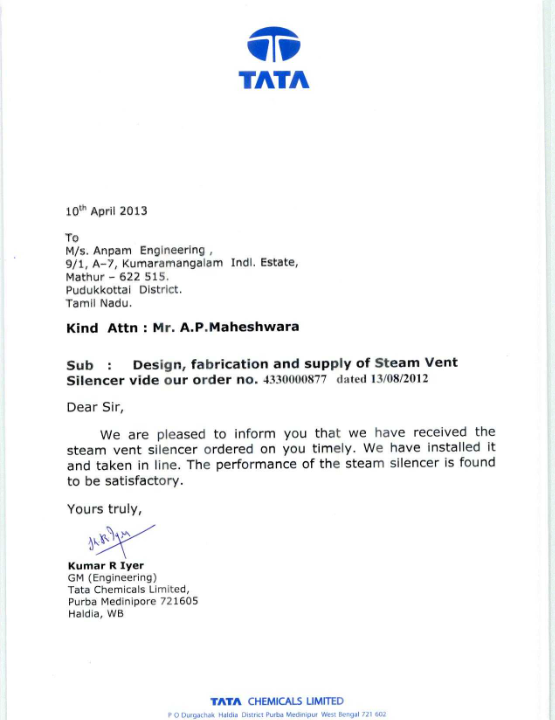 TATA
10th April 2013
To
M/s. Anpam Engineering ,
9/1, A–7, Kumaramangalam Indl. Estate,
Mathur – 622 515.
Pudukkottai District.
Tamil Nadu.
Kind Attn : Mr. A.P.Maheshwara
Sub : Design, fabrication and supply of Steam Vent
Silencer vide our order no. 4330000877 dated 13/08/2012
Dear Sir,
We are pleased to inform you that we have received the
steam vent silencer ordered on you timely. We have installed it
and taken in line. The performance of the steam silencer is found
to be satisfactory.
Yours truly,
Kumar R Iyer
GM (Engineering)
Tata Chemicals Limited,
Purba Medinipore 721605
Haldia, WB
TATA CHEMICALS LIMITED
P O Durgachak Haldia District Purba Medinipur West Bengal 721 602